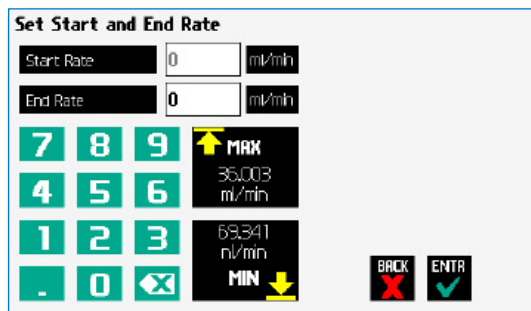 Set Start and End Rate
Start Rate 0 ml/min
End Rate 0 ml/min
7 8 9 MAX
36.003
ml/min
4 5 6
1 2 3 69.341
nl/min
. 0 MIN
BACK ENTR